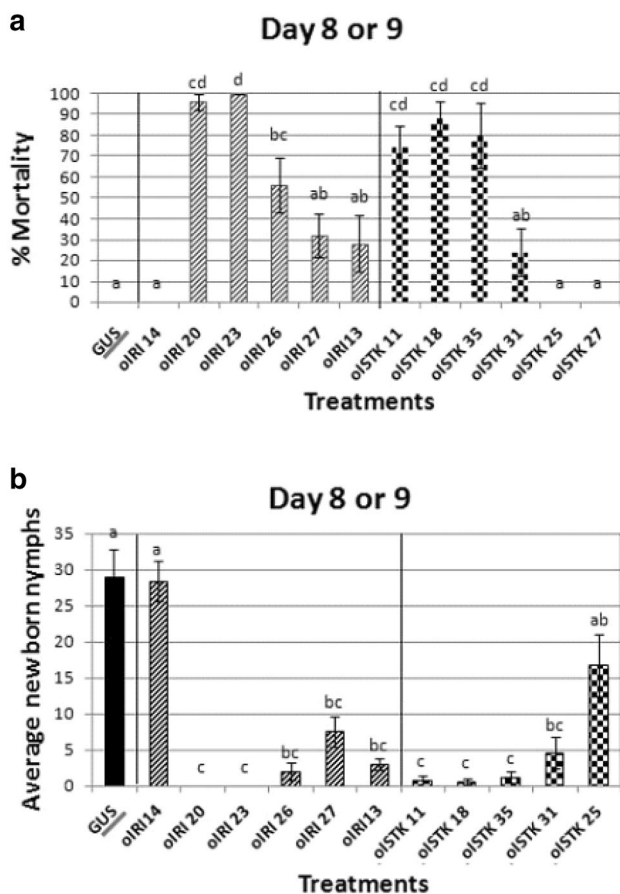 a
Day 8 or 9
% Mortality
100
90
80
70
60
50
40
30
20
10
0
a
a
cd
d
bc
ab
ab
cd
cd
cd
ab
a
a
GUS
oIRI 14
oIRI 20
oIRI 23
oIRI 26
oIRI 27
oIRI13
oISTK 11
oISTK 18
oISTK 35
oISTK 31
oISTK 25
oISTK 27
Treatments
b
Day 8 or 9
Average newborn nymphs
35
30
25
20
15
10
5
0
a
a
c
c
bc
bc
bc
c
c
c
bc
ab
GUS
oIRI14
oIRI 20
oIRI 23
oIRI 26
oIRI 27
oIRI13
oISTK 11
oISTK 18
oISTK 35
oISTK 31
oISTK 25
Treatments